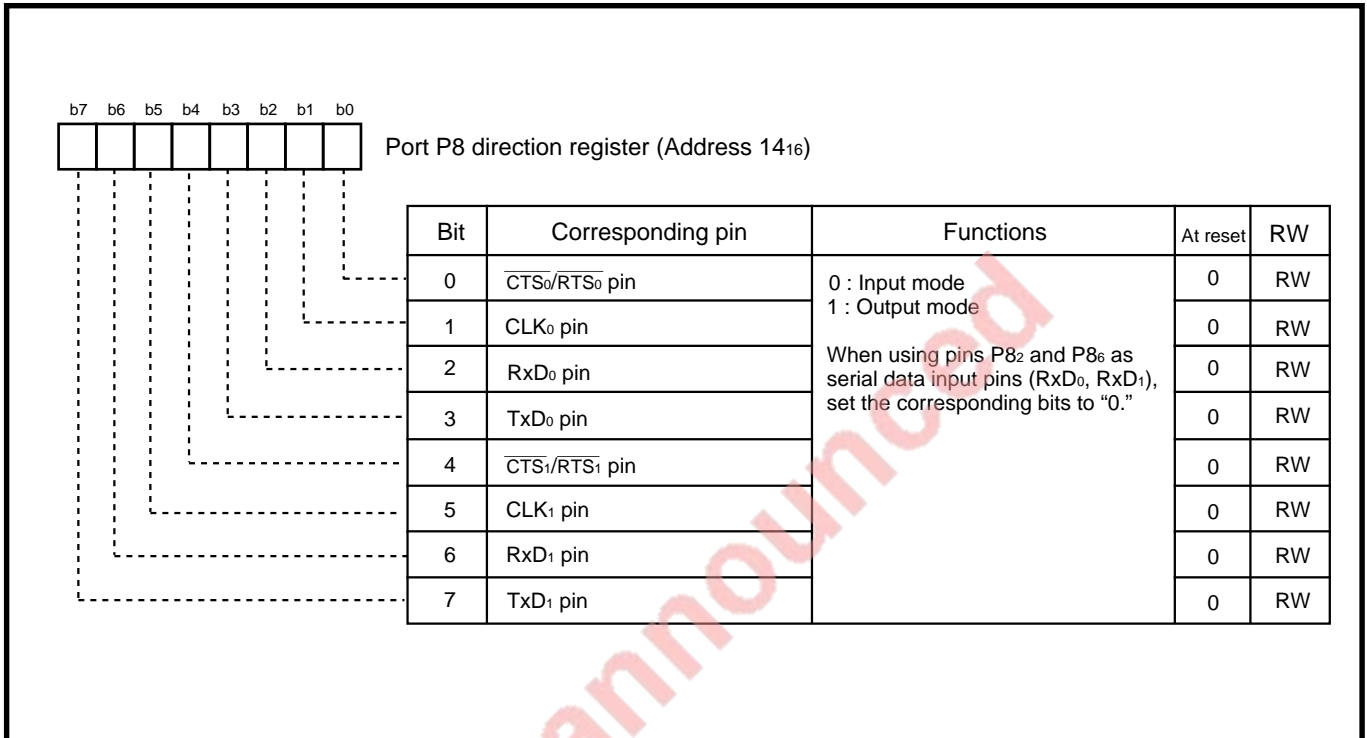 b7 b6 b5 b4 b3 b2 b1 b0
Port P8 direction register (Address 14₁₆)
Bit Corresponding pin Functions At reset RW
0 C̅T̅S̅₀/R̅T̅S̅₀ pin 0 : Input mode 0 RW
1 : Output mode
1 CLK₀ pin 0 RW
When using pins P8₂ and P8₆ as
2 RxD₀ pin serial data input pins (RxD₀, RxD₁), 0 RW
set the corresponding bits to “0.”
3 TxD₀ pin 0 RW
4 C̅T̅S̅₁/R̅T̅S̅₁ pin 0 RW
5 CLK₁ pin 0 RW
6 RxD₁ pin 0 RW
7 TxD₁ pin 0 RW
announced